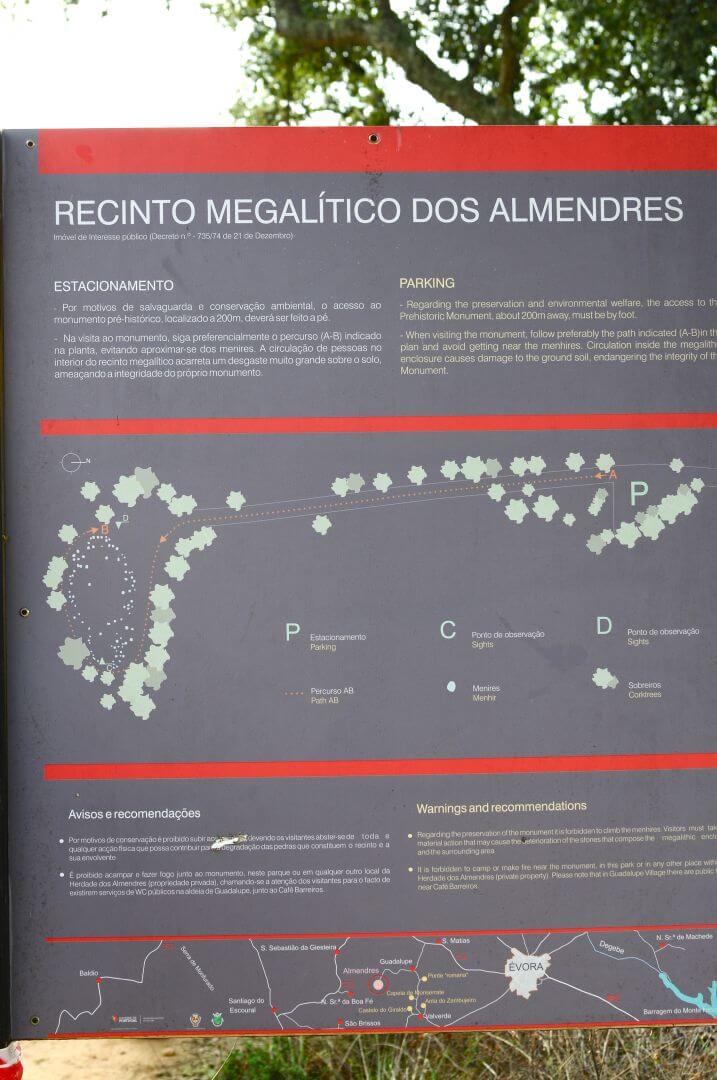 RECINTO MEGALÍTICO DOS ALMENDRES
Imóvel de Interesse público (Decreto n.º - 735/74 de 21 de Dezembro)
ESTACIONAMENTO
- Por motivos de salvaguarda e conservação ambiental, o acesso ao
monumento pré-histórico, localizado a 200m, deverá ser feito a pé.
- Na visita ao monumento, siga preferencialmente o percurso (A-B) indicado
na planta, evitando aproximar-se dos menires. A circulação de pessoas no
interior do recinto megalítico acarreta um desgaste muito grande sobre o solo,
ameaçando a integridade do próprio monumento.
PARKING
- Regarding the preservation and environmental welfare, the access to th
Prehistoric Monument, about 200m away, must be by foot.
- When visiting the monument, follow preferably the path indicated (A-B)in th
plan and avoid getting near the menhires. Circulation inside the megalith
enclosure causes damage to the ground soil, endangering the integrity of th
Monument.
N
A
P
B
D
C
P Estacionamento
Parking
C Ponto de observação
Sights
D Ponto de observação
Sights
Percurso AB
Path AB
Menires
Menhir
Sobreiros
Corktrees
Avisos e recomendações
Por motivos de conservação é proibido subir aos devendo os visitantes abster-se de toda e
qualquer acção física que possa contribuir para a degradação das pedras que constituem o recinto e a
sua envolvente
É proibido acampar e fazer fogo junto ao monumento, neste parque ou em qualquer outro local da
Herdade dos Almendres (propriedade privada), chamando-se a atenção dos visitantes para o facto de
existirem serviços de WC públicos na aldeia de Guadalupe, junto ao Café Barreiros.
Warnings and recommendations
Regarding the preservation of the monument it is forbidden to climb the menhires. Visitors must tak
material action that may cause the deterioration of the stones that compose the megalithic encl
and the surrounding area
It is forbidden to camp or make fire near the monument, in this park or in any other place withi
Herdade dos Almendres (private property). Please note that in Guadalupe Village there are public
near Café Barreiros.
Baldio
Serra de Monfurado
S. Sebastião da Giesteira
Santiago do
Escoural
Almendres
N. Sr.ª da Boa Fé
São Brissos
Guadalupe
S. Matias
Ponte "romana"
Capela de Monserrate
Anta do Zambujeiro
Castelo do Giraldo
Valverde
ÉVORA
Degebe
N. Sr.ª de Machede
Barragem do Monte